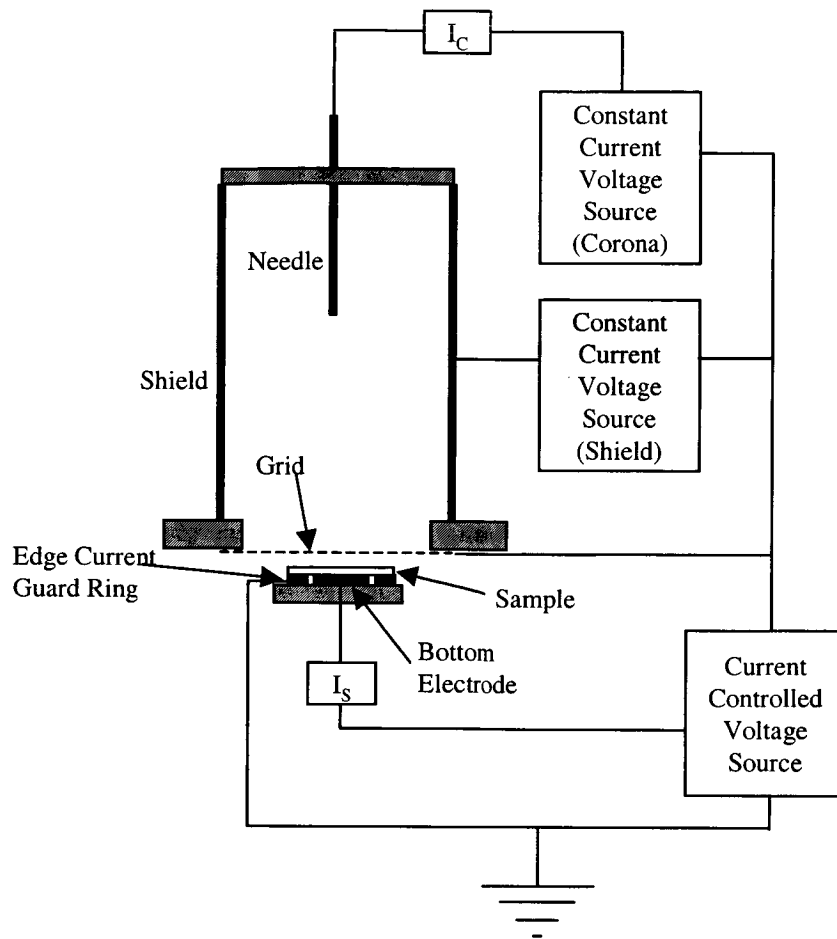 I_C
Constant
Current
Voltage
Source
(Corona)
Needle
Constant
Current
Voltage
Source
(Shield)
Shield
Grid
Edge Current
Guard Ring
Sample
Bottom
Electrode
I_S
Current
Controlled
Voltage
Source